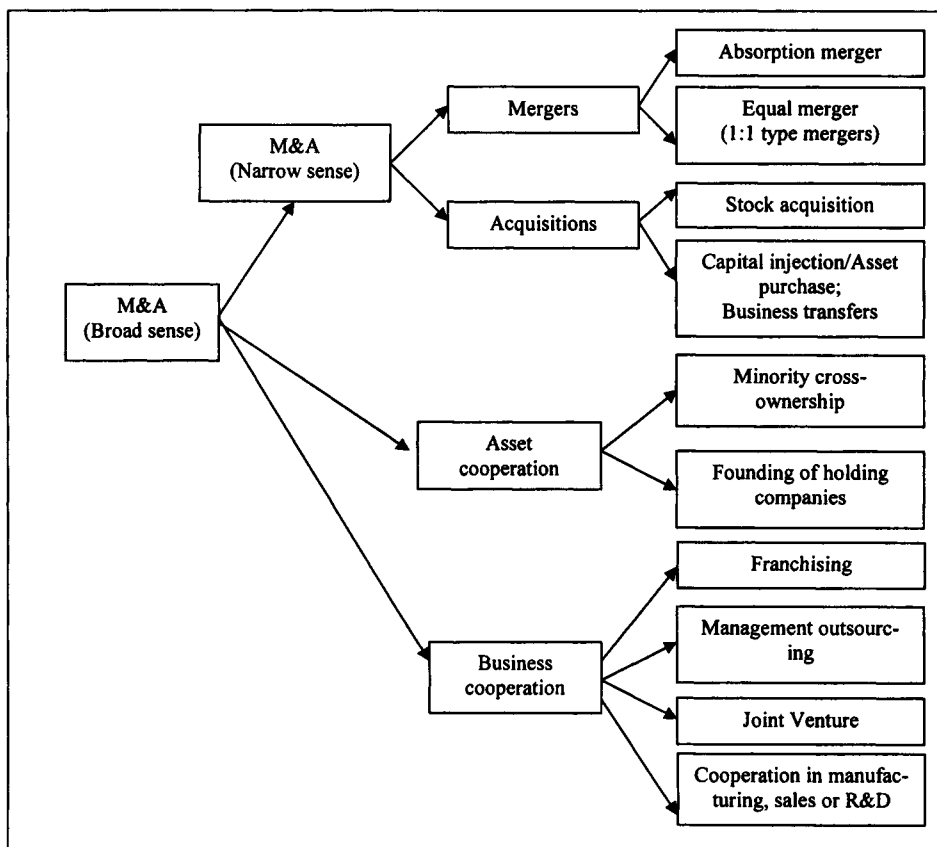 M&A
(Broad sense)
M&A
(Narrow sense)
Mergers
Absorption merger
Equal merger
(1:1 type mergers)
Acquisitions
Stock acquisition
Capital injection/Asset
purchase;
Business transfers
Asset
cooperation
Minority cross-
ownership
Founding of holding
companies
Business
cooperation
Franchising
Management outsourc-
ing
Joint Venture
Cooperation in manufac-
turing, sales or R&D